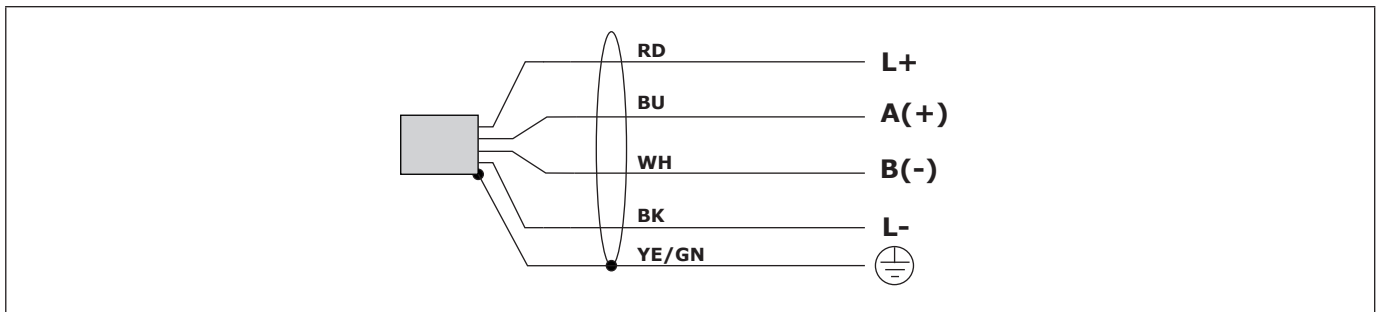 RD L+
BU A(+)
WH B(-)
BK L-
YE/GN